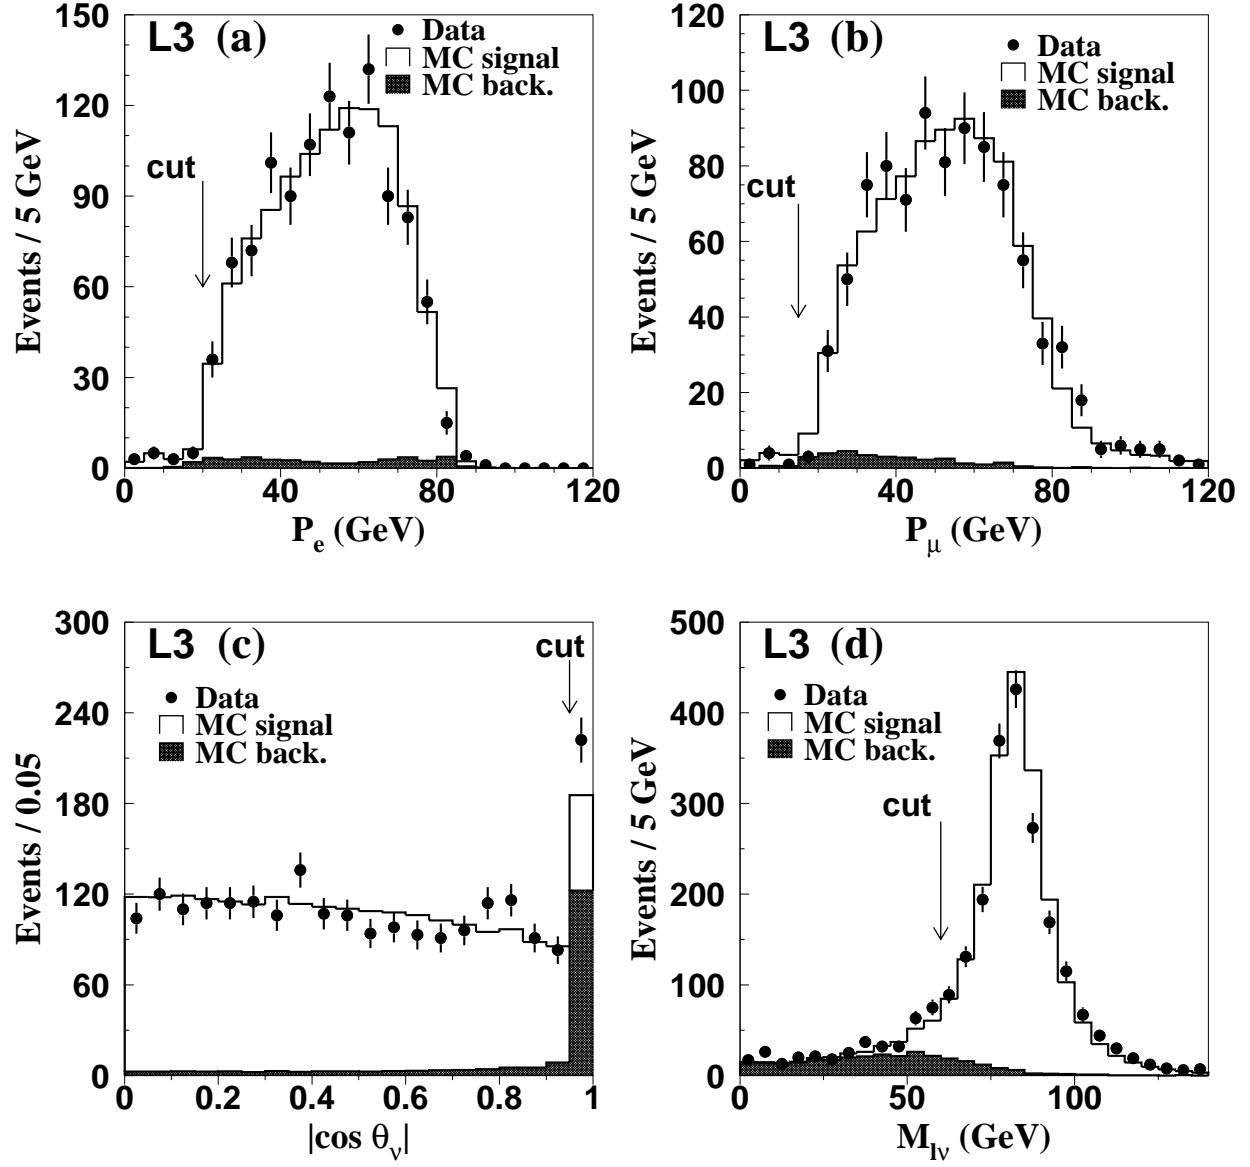 L3 (a)
Data
MC signal
MC back.
cut
Events / 5 GeV
150
120
90
60
30
0
0 40 80 120
P_e (GeV)
L3 (b)
Data
MC signal
MC back.
cut
Events / 5 GeV
120
100
80
60
40
20
0
0 40 80 120
P_μ (GeV)
L3 (c)
cut
Data
MC signal
MC back.
Events / 0.05
300
240
180
120
60
0
0 0.2 0.4 0.6 0.8 1
|cos θ_ν|
L3 (d)
Data
MC signal
MC back.
cut
Events / 5 GeV
500
400
300
200
100
0
0 50 100
M_lν (GeV)